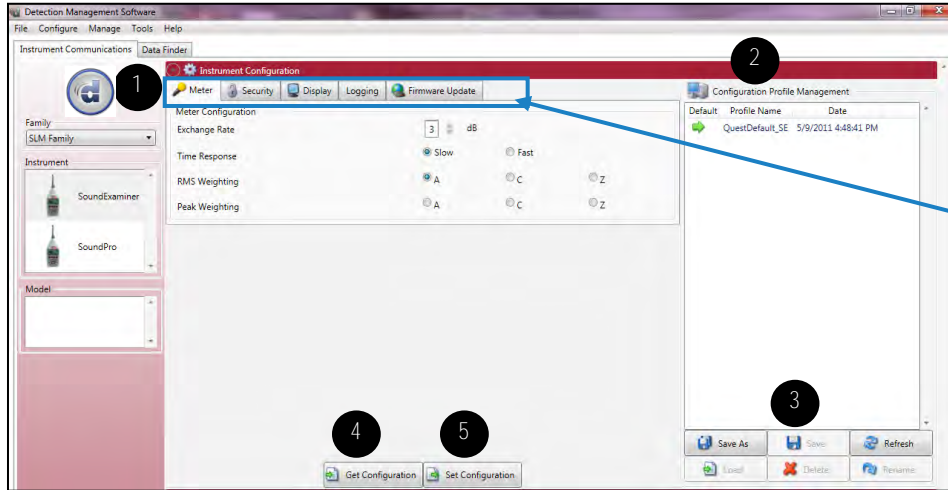 Detection Management Software
File Configure Manage Tools Help
Instrument Communications Data Finder
1
2
3
4
5
d
Family
SLM Family
Instrument
SoundExaminer
SoundPro
Model
Instrument Configuration
Meter Security Display Logging Firmware Update
Meter Configuration
Exchange Rate 3 dB
Time Response Slow Fast
RMS Weighting A C Z
Peak Weighting A C Z
Get Configuration Set Configuration
Configuration Profile Management
Default Profile Name Date
QuestDefault_SE 5/9/2011 4:48:41 PM
Save As Save Refresh
Load Delete Rename